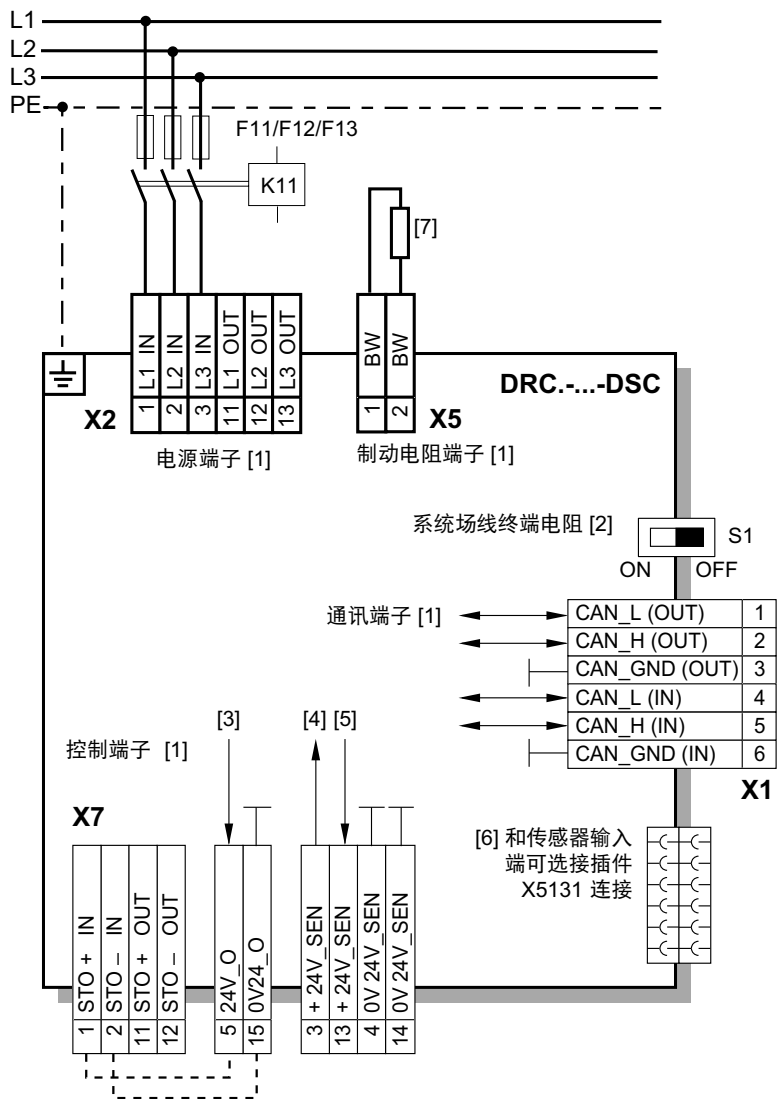 L1
L2
L3
PE
F11/F12/F13
K11
[7]
1 L1 IN
2 L2 IN
3 L3 IN
11 L1 OUT
12 L2 OUT
13 L3 OUT
X2
1 BW
2 BW
X5
DRC.-...-DSC
电源端子 [1]
制动电阻端子 [1]
系统场线终端电阻 [2]
S1
ON OFF
通讯端子 [1]
CAN_L (OUT) 1
CAN_H (OUT) 2
CAN_GND (OUT) 3
CAN_L (IN) 4
CAN_H (IN) 5
CAN_GND (IN) 6
X1
[3]
[4] [5]
控制端子 [1]
X7
[6] 和传感器输入
端可选接插件
X5131 连接
1 STO + IN
2 STO – IN
11 STO + OUT
12 STO – OUT
5 24V_O
15 0V24_O
3 + 24V_SEN
13 + 24V_SEN
4 0V 24V_SEN
14 0V 24V_SEN